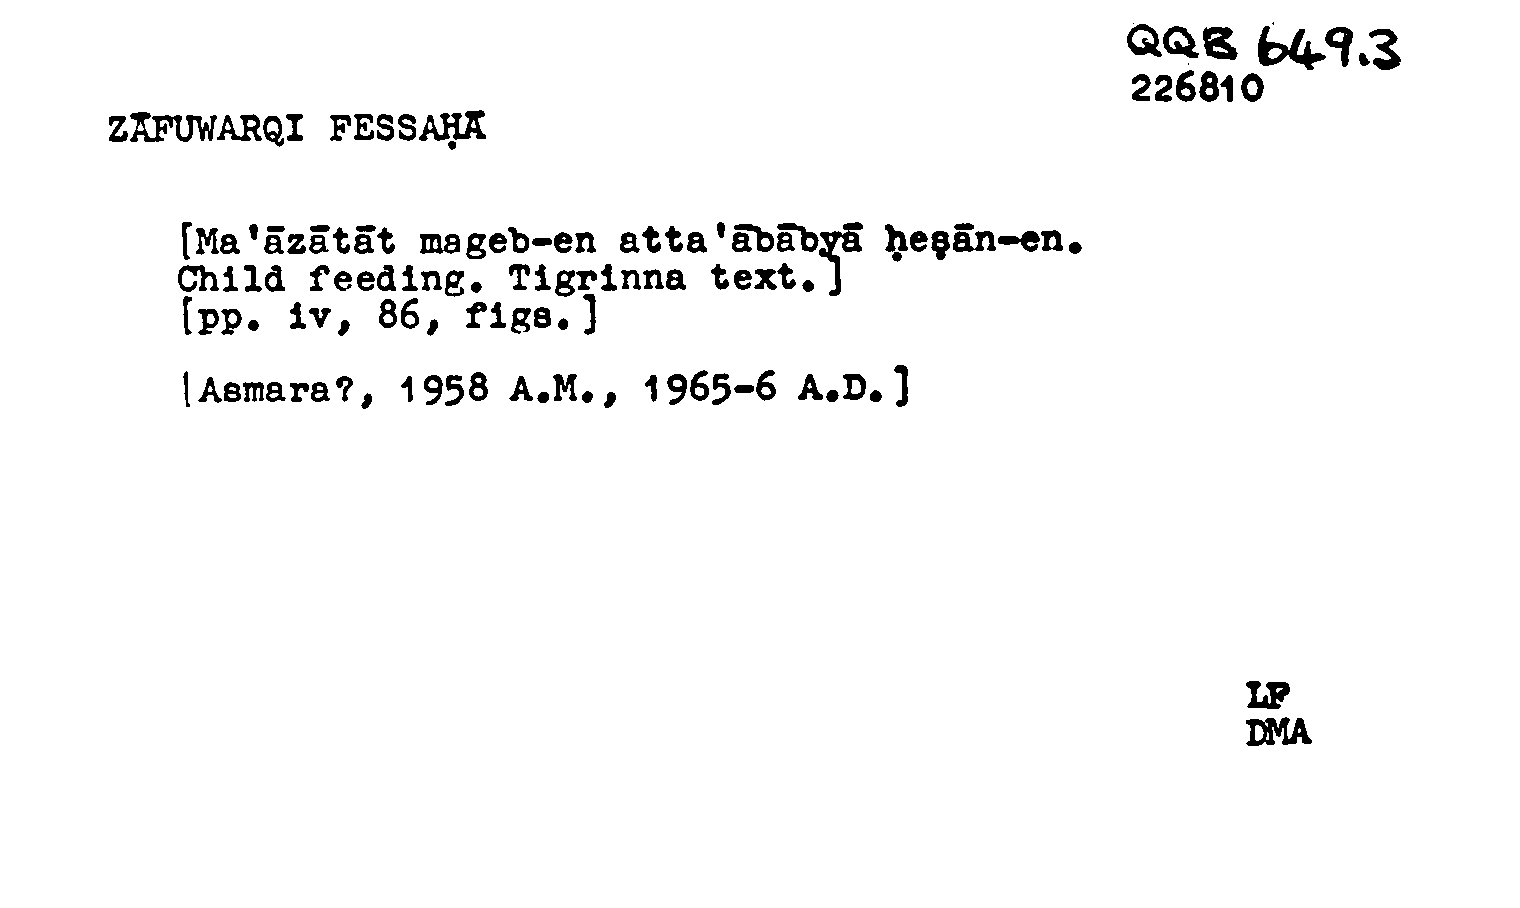 QQB 649.3
226810
ZĀFUWARQI FESSAḤĀ
[Ma'āzātāt mageb-en atta'ābābyā ḥeṣān-en.
Child feeding. Tigrinna text.]
[pp. iv, 86, figs.]
[Asmara?, 1958 A.M., 1965-6 A.D.]
LF
DMA